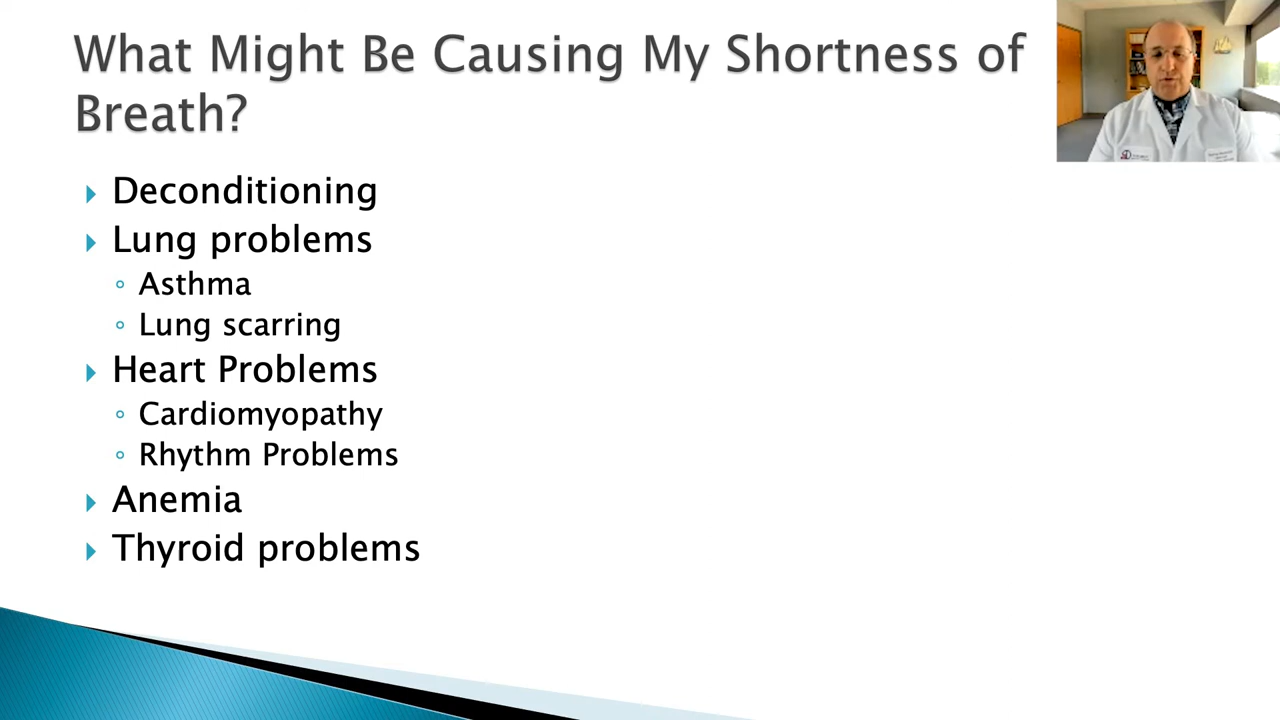 What Might Be Causing My Shortness of
Breath?
Deconditioning
Lung problems
Asthma
Lung scarring
Heart Problems
Cardiomyopathy
Rhythm Problems
Anemia
Thyroid problems